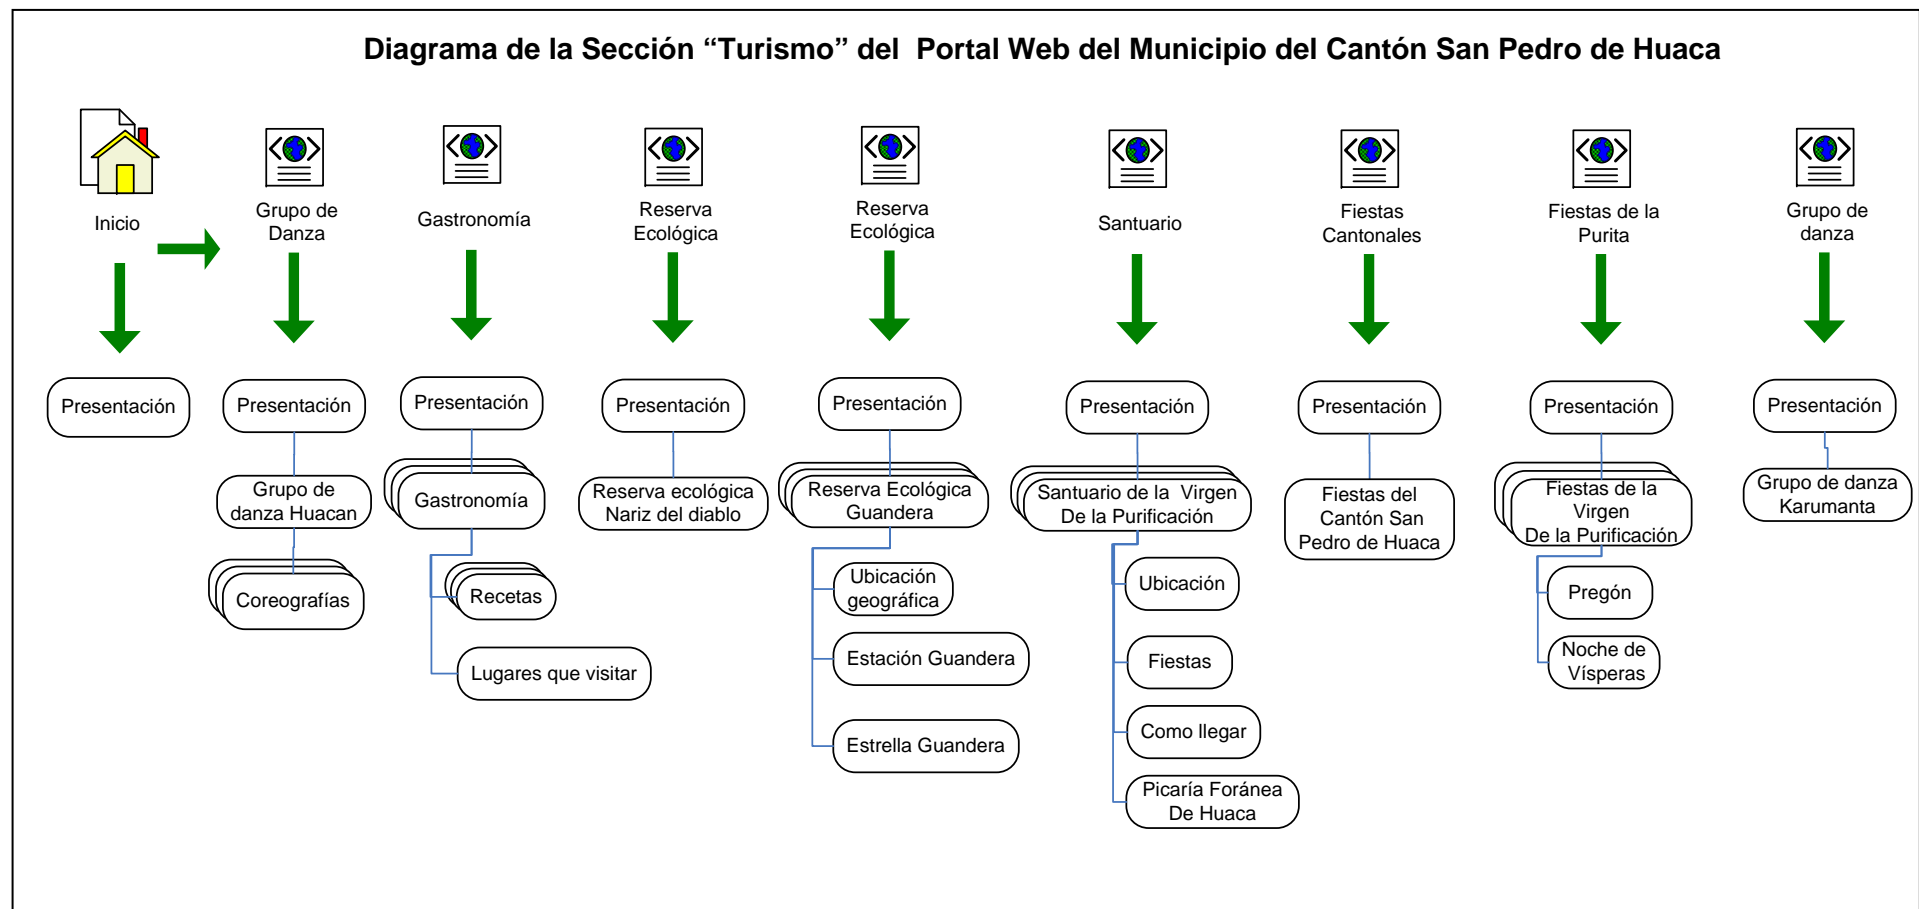 Diagrama de la Sección “Turismo” del  Portal Web del Municipio del Cantón San Pedro de Huaca
Inicio
Grupo de
Danza
Gastronomía
Reserva
Ecológica
Reserva
Ecológica
Santuario
Fiestas
Cantonales
Fiestas de la
Purita
Grupo de
danza
Presentación
Presentación
Presentación
Presentación
Presentación
Presentación
Presentación
Presentación
Presentación
Grupo de
danza Huacan
Coreografías
Gastronomía
Recetas
Lugares que visitar
Reserva ecológica
Nariz del diablo
Reserva Ecológica
Guandera
Ubicación
geográfica
Estación Guandera
Estrella Guandera
Santuario de la  Virgen
De la Purificación
Ubicación
Fiestas
Como llegar
Picaría Foránea
De Huaca
Fiestas del
Cantón San
Pedro de Huaca
Fiestas de la
Virgen
De la Purificación
Pregón
Noche de
Vísperas
Grupo de danza
Karumanta